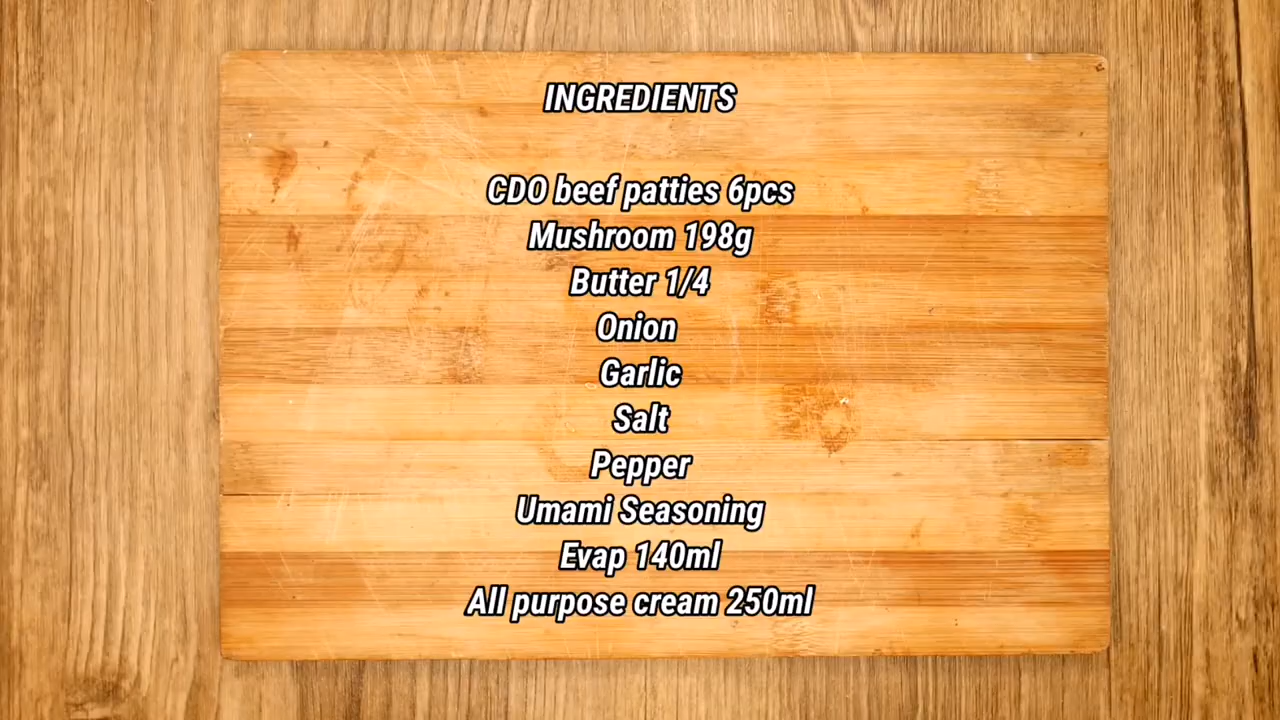 INGREDIENTS
CDO beef patties 6pcs
Mushroom 198g
Butter 1/4
Onion
Garlic
Salt
Pepper
Umami Seasoning
Evap 140ml
All purpose cream 250ml